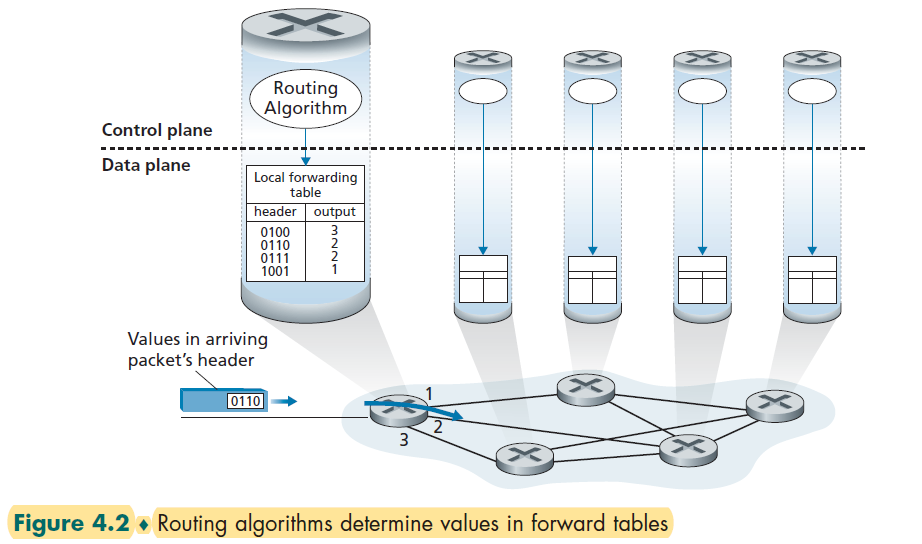 Routing
Algorithm
Control plane
Data plane
Local forwarding
table
header output
0100 3
0110 2
0111 2
1001 1
Values in arriving
packet's header
0110
1
2
3
Figure 4.2 ♦ Routing algorithms determine values in forward tables